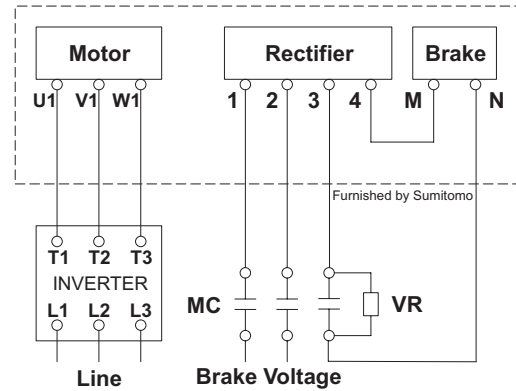 Motor Rectifier Brake
U1 V1 W1 1 2 3 4 M N
Furnished by Sumitomo
T1 T2 T3
INVERTER
L1 L2 L3
MC VR
Line Brake Voltage